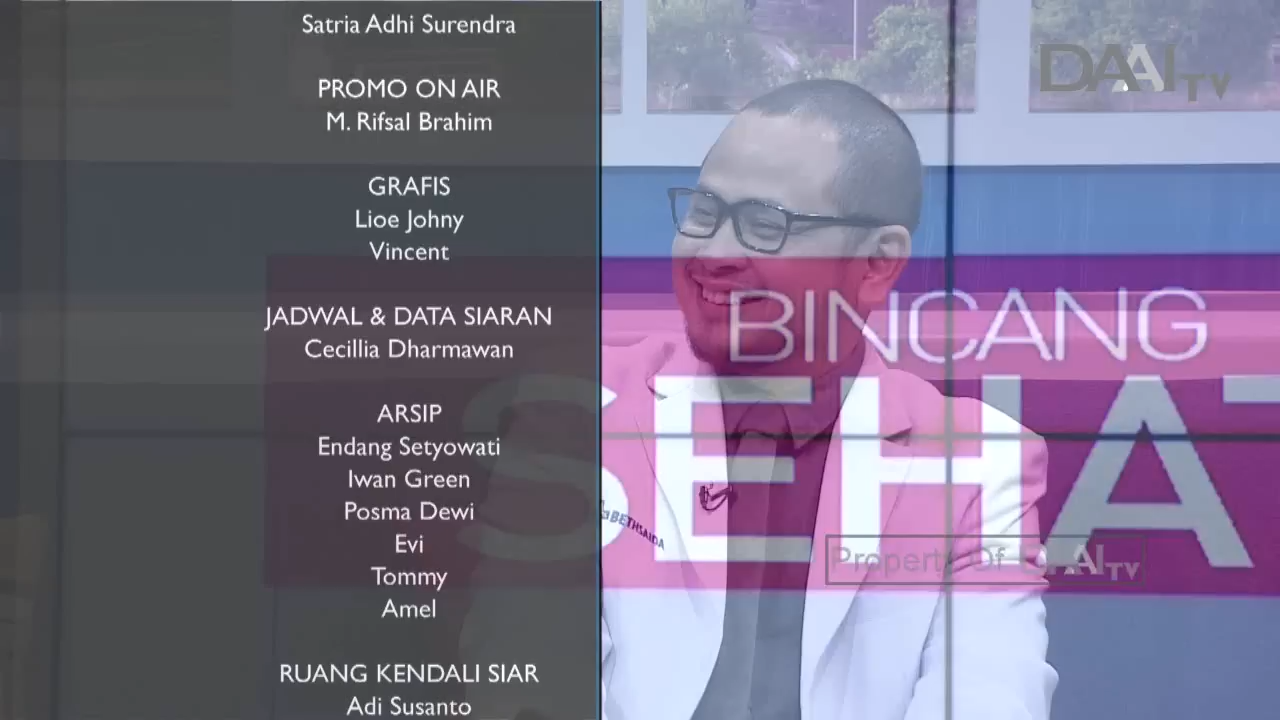 Satria Adhi Surendra
PROMO ON AIR
M. Rifsal Brahim
GRAFIS
Lioe Johny
Vincent
JADWAL & DATA SIARAN
Cecillia Dharmawan
ARSIP
Endang Setyowati
Iwan Green
Posma Dewi
Evi
Tommy
Amel
RUANG KENDALI SIAR
Adi Susanto
DAAI TV
BINCANG
SEHAT
BETHSAIDA
Property Of DAAI TV